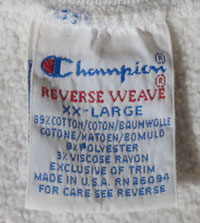 Champion®
REVERSE WEAVE®
XX-LARGE
89% COTTON/COTON/BAUMWOLLE
COTONE/KATOEN/BOMULD
8% POLYESTER
3% VISCOSE RAYON
EXCLUSIVE OF TRIM
MADE IN U.S.A. RN 26094
FOR CARE SEE REVERSE